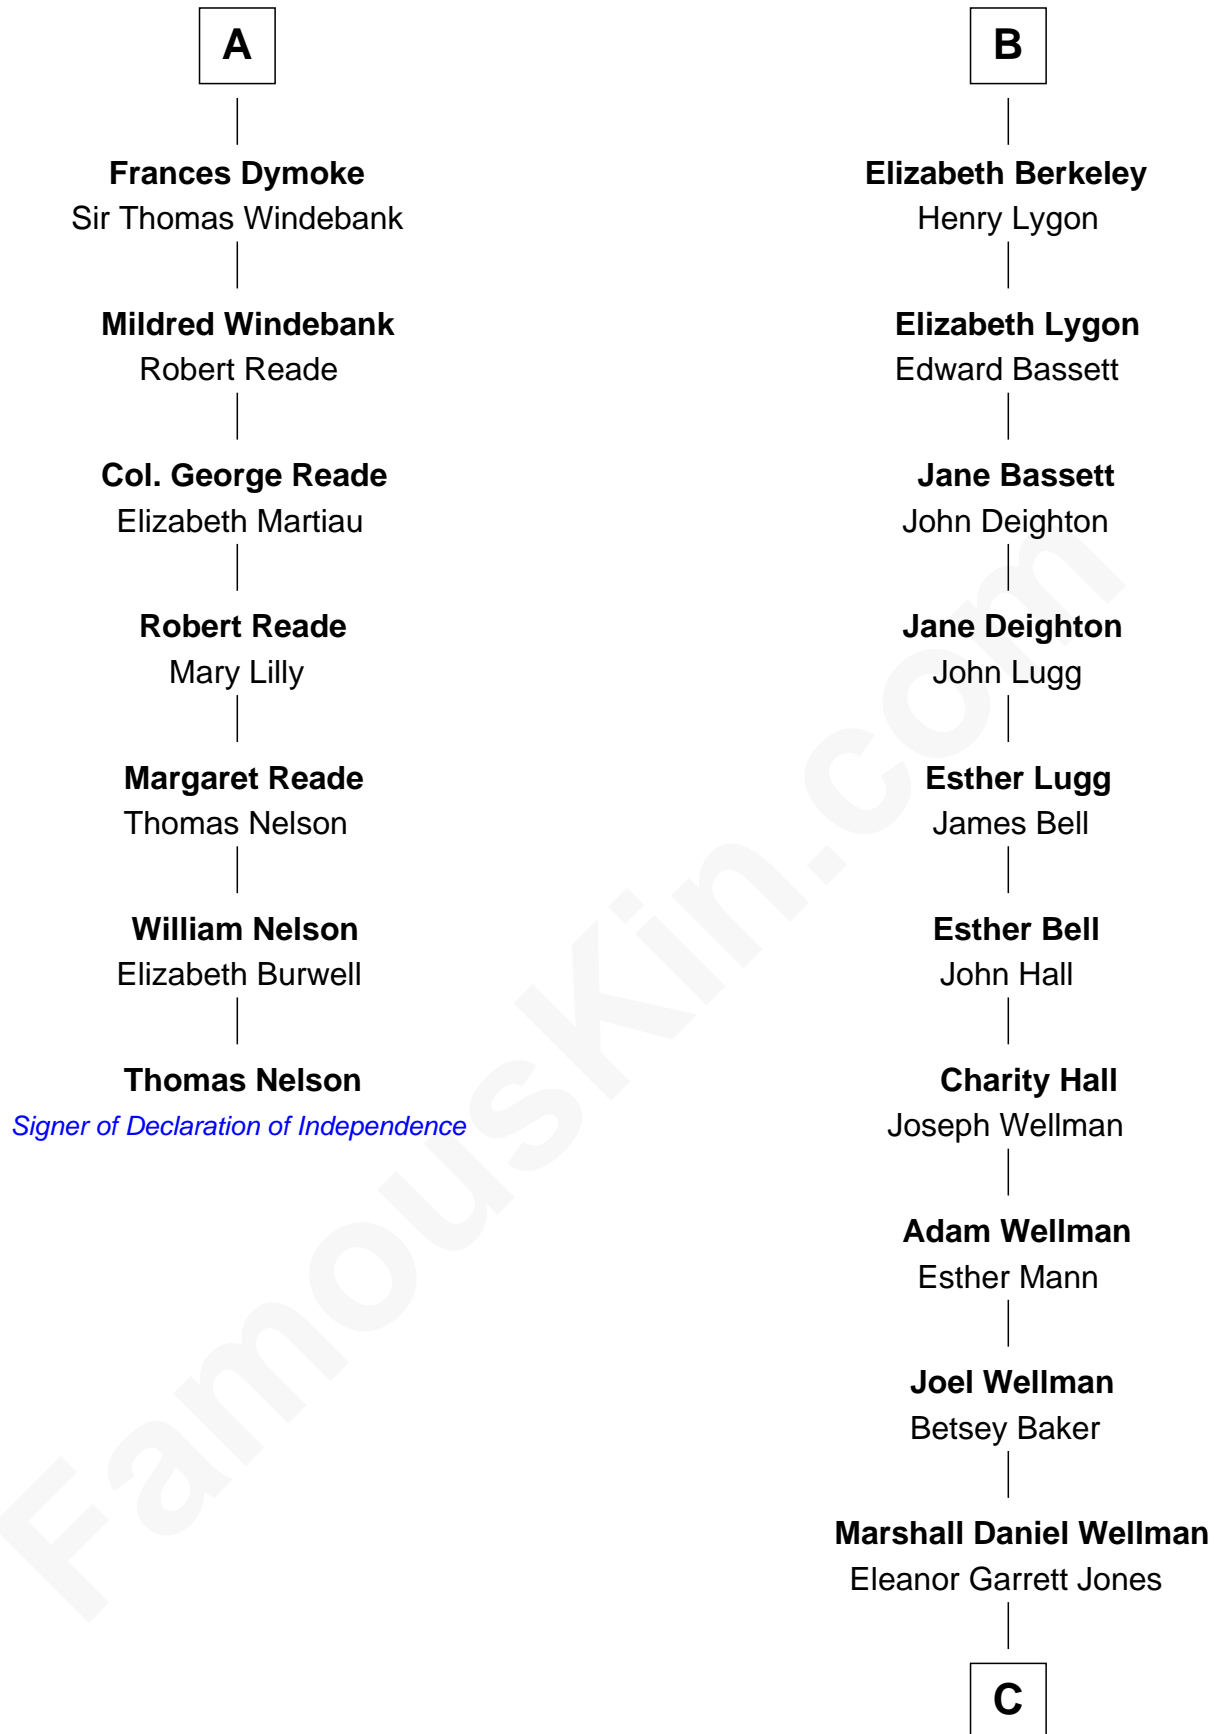 A
Frances Dymoke
Sir Thomas Windebank
Mildred Windebank
Robert Reade
Col. George Reade
Elizabeth Martiau
Robert Reade
Mary Lilly
Margaret Reade
Thomas Nelson
William Nelson
Elizabeth Burwell
Thomas Nelson
Signer of Declaration of Independence
B
Elizabeth Berkeley
Henry Lygon
Elizabeth Lygon
Edward Bassett
Jane Bassett
John Deighton
Jane Deighton
John Lugg
Esther Lugg
James Bell
Esther Bell
John Hall
Charity Hall
Joseph Wellman
Adam Wellman
Esther Mann
Joel Wellman
Betsey Baker
Marshall Daniel Wellman
Eleanor Garrett Jones
C
FamousKin.com